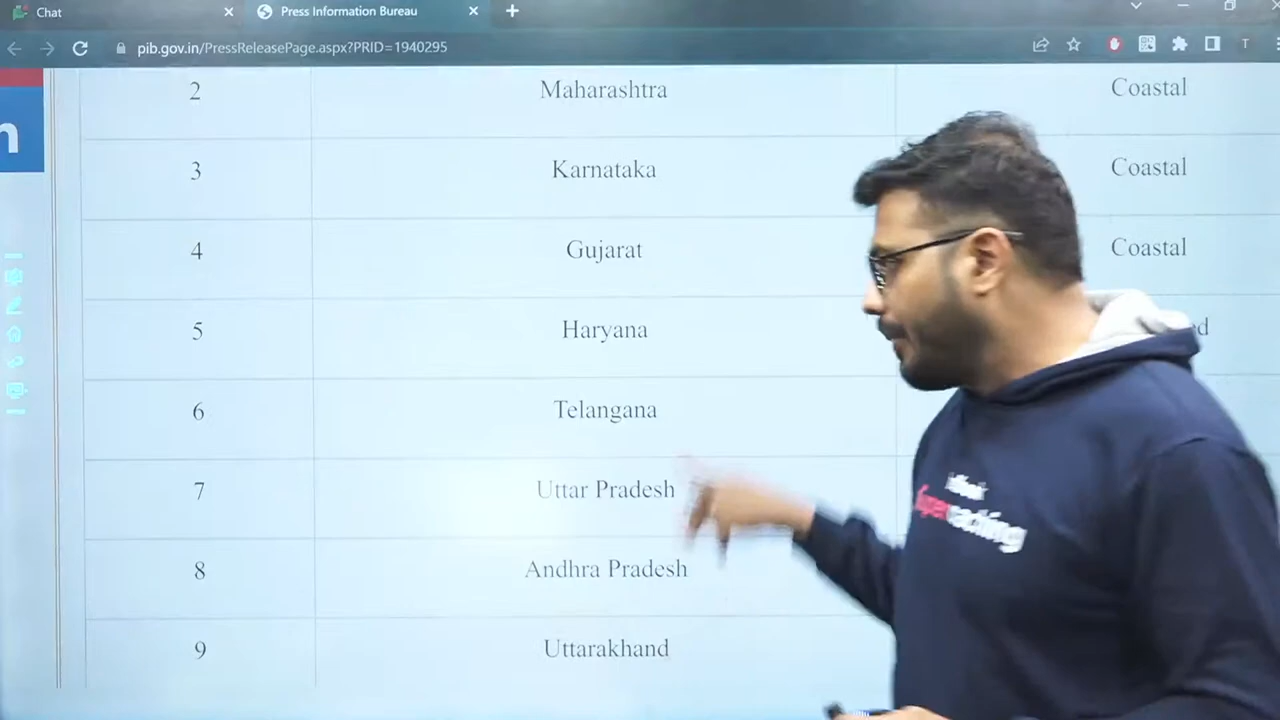 Chat
Press Information Bureau
pib.gov.in/PressReleasePage.aspx?PRID=1940295
T
n
2 Maharashtra Coastal
3 Karnataka Coastal
4 Gujarat Coastal
5 Haryana
6 Telangana
7 Uttar Pradesh
8 Andhra Pradesh
9 Uttarakhand